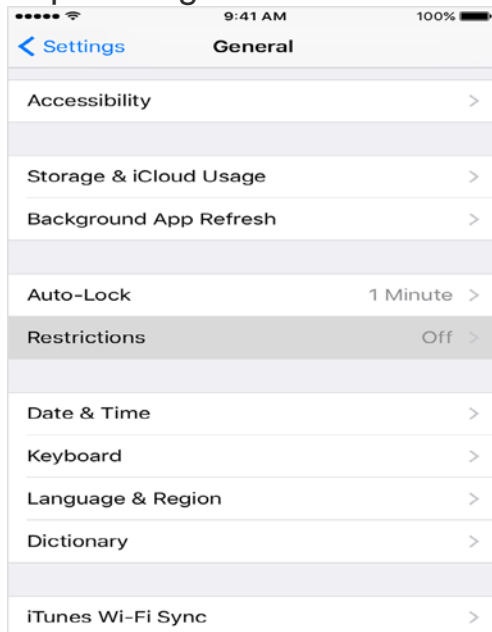 9:41 AM 100%
Settings General
Accessibility
Storage & iCloud Usage
Background App Refresh
Auto-Lock 1 Minute
Restrictions Off
Date & Time
Keyboard
Language & Region
Dictionary
iTunes Wi-Fi Sync